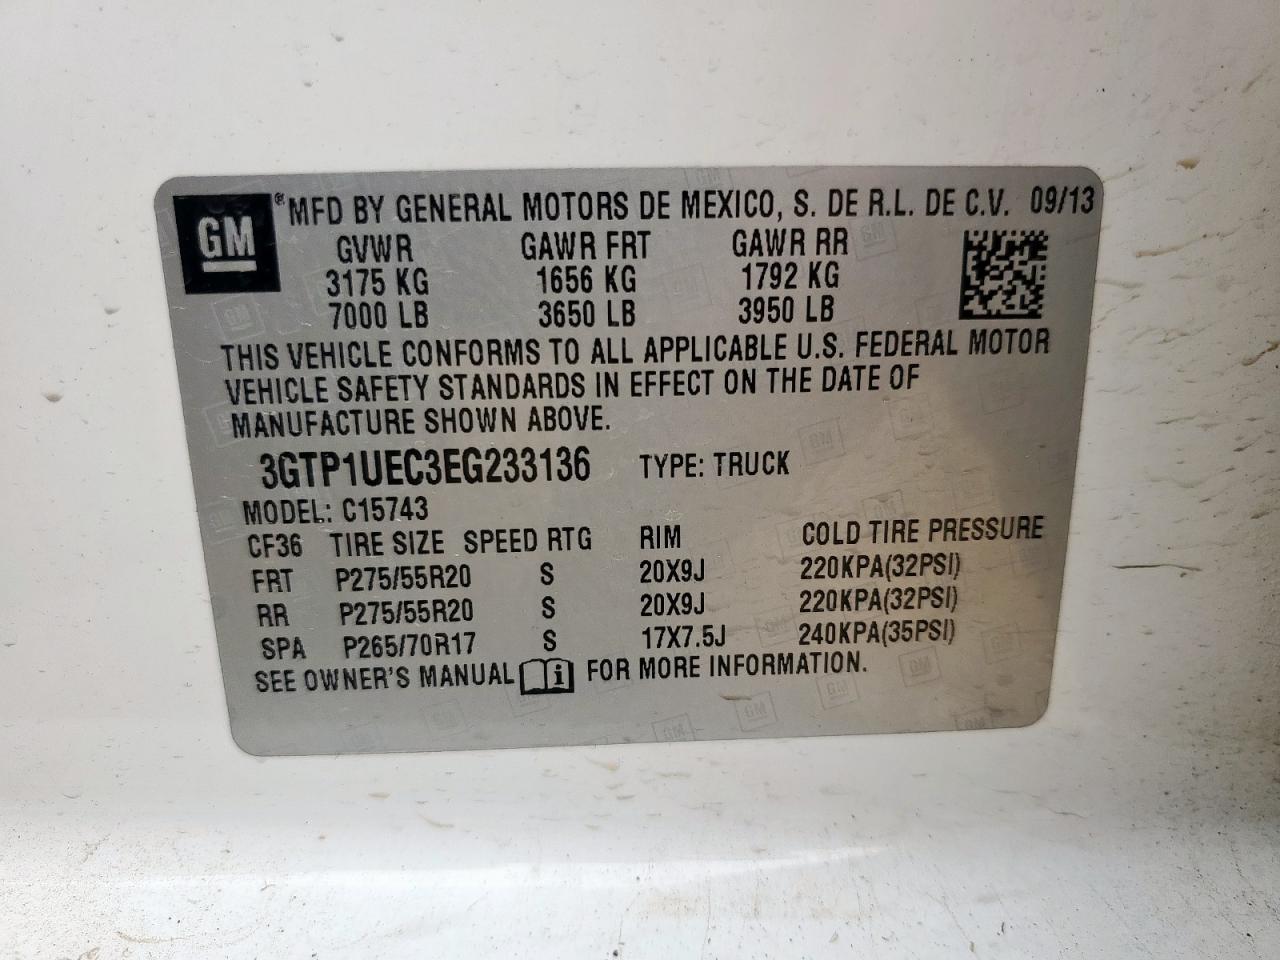 GM ® MFD BY GENERAL MOTORS DE MEXICO, S. DE R.L. DE C.V. 09/13
GVWR GAWR FRT GAWR RR
3175 KG 1656 KG 1792 KG
7000 LB 3650 LB 3950 LB
THIS VEHICLE CONFORMS TO ALL APPLICABLE U.S. FEDERAL MOTOR
VEHICLE SAFETY STANDARDS IN EFFECT ON THE DATE OF
MANUFACTURE SHOWN ABOVE.
3GTP1UEC3EG233136 TYPE: TRUCK
MODEL: C15743
CF36 TIRE SIZE SPEED RTG RIM COLD TIRE PRESSURE
FRT P275/55R20 S 20X9J 220KPA(32PSI)
RR P275/55R20 S 20X9J 220KPA(32PSI)
SPA P265/70R17 S 17X7.5J 240KPA(35PSI)
SEE OWNER'S MANUAL i FOR MORE INFORMATION.